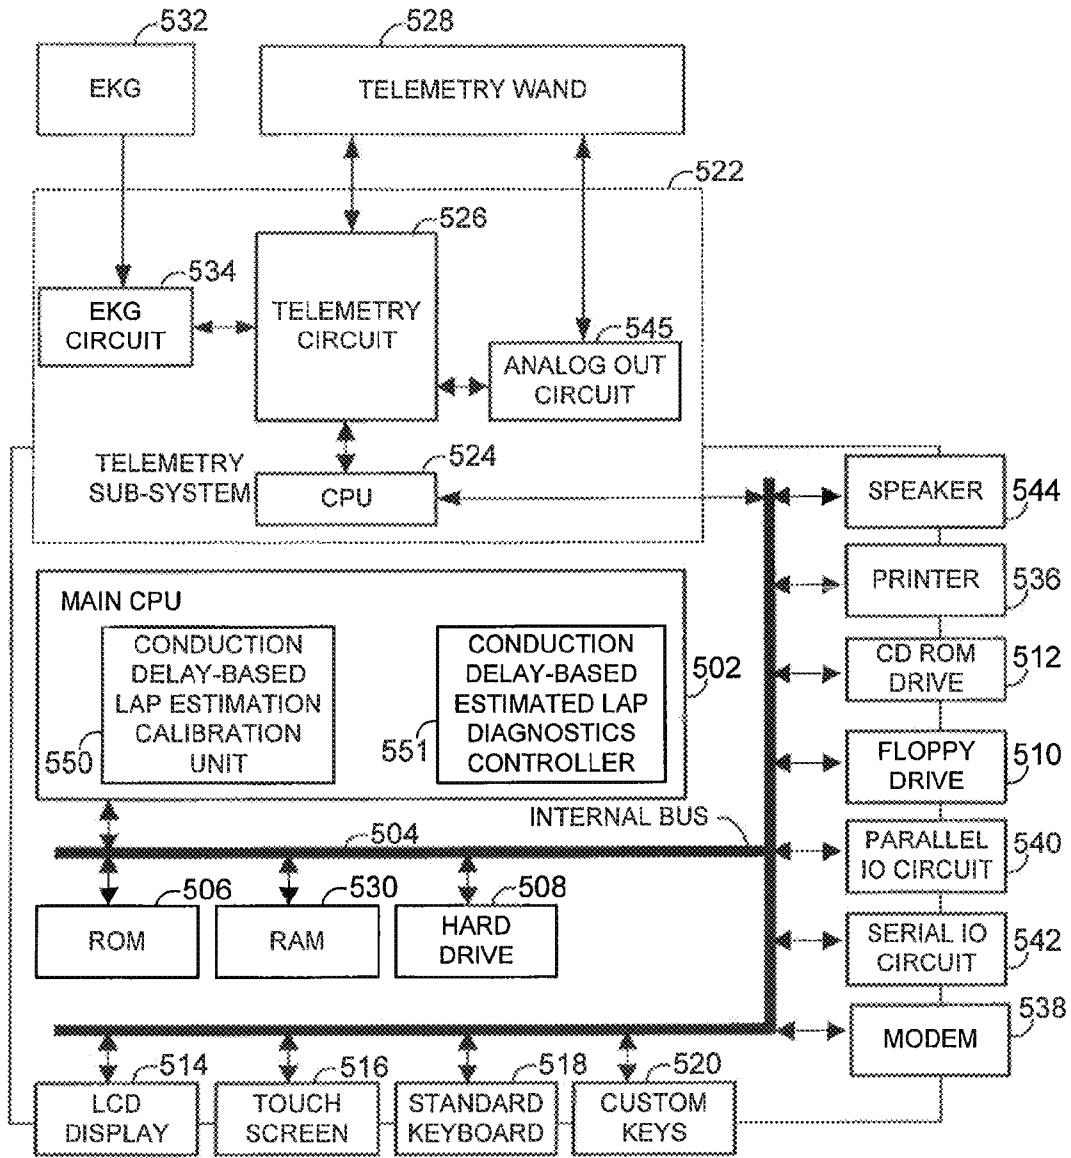 532
EKG
528
TELEMETRY WAND
522
526
534
EKG
CIRCUIT
TELEMETRY
CIRCUIT
545
ANALOG OUT
CIRCUIT
TELEMETRY
SUB-SYSTEM
524
CPU
SPEAKER
544
PRINTER
536
CD ROM
DRIVE
512
FLOPPY
DRIVE
510
PARALLEL
IO CIRCUIT
540
SERIAL IO
CIRCUIT
542
MODEM
538
MAIN CPU
502
CONDUCTION
DELAY-BASED
LAP ESTIMATION
CALIBRATION
UNIT
550
CONDUCTION
DELAY-BASED
ESTIMATED LAP
DIAGNOSTICS
CONTROLLER
551
INTERNAL BUS
504
506
ROM
530
RAM
508
HARD
DRIVE
514
LCD
DISPLAY
516
TOUCH
SCREEN
518
STANDARD
KEYBOARD
520
CUSTOM
KEYS